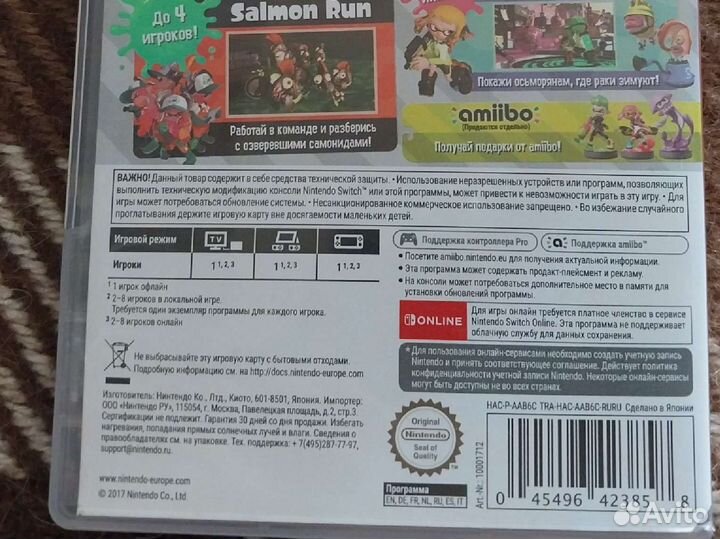 До 4
игроков!
Salmon Run
Работай в команде и разберись
с озверевшими самонидами!
Покажи осьморянам, где раки зимуют!
amiibo
(Продаются отдельно)
Получай подарки от amiibo!
ВАЖНО! Данный товар содержит в себе средства технической защиты. • Использование неразрешенных устройств или программ, позволяющих
выполнить техническую модификацию консоли Nintendo Switch™ или этой программы, может привести к невозможности играть в эту игру. • Для
игры может потребоваться обновление системы. • Несанкционированное коммерческое использование запрещено. • Во избежание случайного
проглатывания держите игровую карту вне досягаемости маленьких детей.
Игровой режим TV
Игроки 1 1, 2, 3 1 1, 2, 3 1 1, 2, 3
1 1 игрок офлайн
2 2–8 игроков в локальной игре.
Требуется один экземпляр программы для каждого игрока.
3 2–8 игроков онлайн
Поддержка контроллера Pro
Поддержка amiibo™
• Посетите amiibo.nintendo.eu для получения актуальной информации.
• Эта программа может содержать продакт-плейсмент и рекламу.
• На консоли может потребоваться дополнительное место в памяти для
установки обновлений программы.
ONLINE
Для игры онлайн требуется платное членство в сервисе
Nintendo Switch Online. Эта программа не поддерживает
облачную службу для данных сохранения.
* Для пользования онлайн-сервисами необходимо создать учетную запись
Nintendo и принять соответствующее соглашение. Действует политика
конфиденциальности учетной записи Nintendo. Некоторые онлайн-сервисы
могут быть доступны не во всех странах.
Не выбрасывайте эту игровую карту с бытовыми отходами.
Подробную информацию см. на http://docs.nintendo-europe.com
Изготовитель: Нинтендо Ко., Лтд., Киото, 601-8501, Япония. Импортер:
ООО «Нинтендо РУ», 115054, г. Москва, Павелецкая площадь, д.2, стр.3.
Сертификации не подлежит. Гарантия 30 дней со дня продажи. Избегать
нагревания, попадания прямых солнечных лучей и влаги. Сведения о
правообладателях см. на упаковке. Тех. поддержка: + 7(495)287-77-97,
support@nintendo.ru.
www.nintendo-europe.com
© 2017 Nintendo Co., Ltd
Original
Nintendo
Seal of
Quality
Программа
EN, DE, FR, NL, RU, ES, IT
Art.-Nr.: 10001712
HAC-P-AAB6C TRA-HAC-AAB6C-RURU Сделано в Японии
0 45496 42385 8
Avito